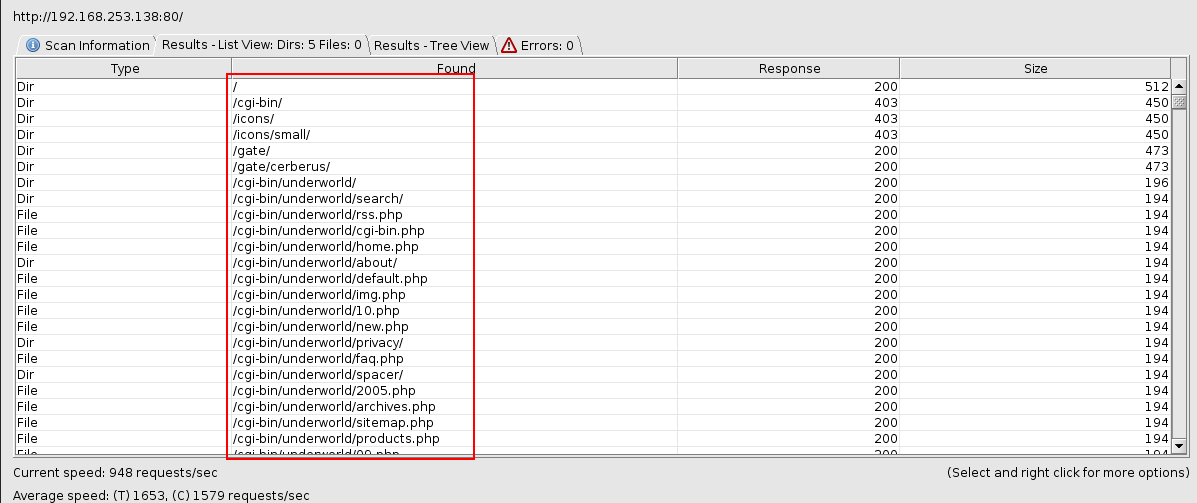 http://192.168.253.138:80/
Scan Information Results - List View: Dirs: 5 Files: 0 Results - Tree View Errors: 0
Type Found Response Size
Dir / 200 512
Dir /cgi-bin/ 403 450
Dir /icons/ 403 450
Dir /icons/small/ 403 450
Dir /gate/ 200 473
Dir /gate/cerberus/ 200 473
Dir /cgi-bin/underworld/ 200 196
Dir /cgi-bin/underworld/search/ 200 194
File /cgi-bin/underworld/rss.php 200 194
File /cgi-bin/underworld/cgi-bin.php 200 194
File /cgi-bin/underworld/home.php 200 194
Dir /cgi-bin/underworld/about/ 200 194
File /cgi-bin/underworld/default.php 200 194
File /cgi-bin/underworld/img.php 200 194
File /cgi-bin/underworld/10.php 200 194
File /cgi-bin/underworld/new.php 200 194
Dir /cgi-bin/underworld/privacy/ 200 194
File /cgi-bin/underworld/faq.php 200 194
Dir /cgi-bin/underworld/spacer/ 200 194
File /cgi-bin/underworld/2005.php 200 194
File /cgi-bin/underworld/archives.php 200 194
File /cgi-bin/underworld/sitemap.php 200 194
File /cgi-bin/underworld/products.php 200 194
Current speed: 948 requests/sec (Select and right click for more options)
Average speed: (T) 1653, (C) 1579 requests/sec